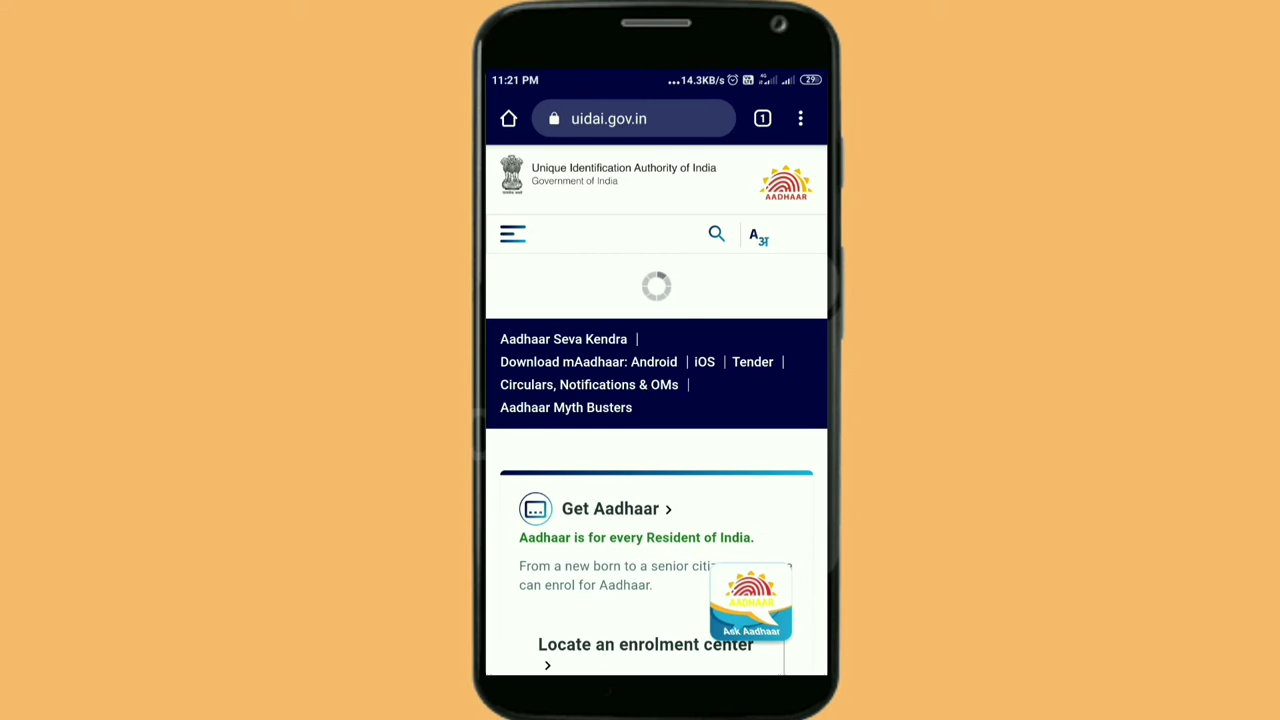 11:21 PM
...14.3KB/s
4G
29
uidai.gov.in
1
Unique Identification Authority of India
Government of India
AADHAAR
A अ
Aadhaar Seva Kendra |
Download mAadhaar: Android | iOS | Tender |
Circulars, Notifications & OMs |
Aadhaar Myth Busters
Get Aadhaar >
Aadhaar is for every Resident of India.
From a new born to a senior citi
can enrol for Aadhaar.
AADHAAR
Ask Aadhaar
Locate an enrolment center
>